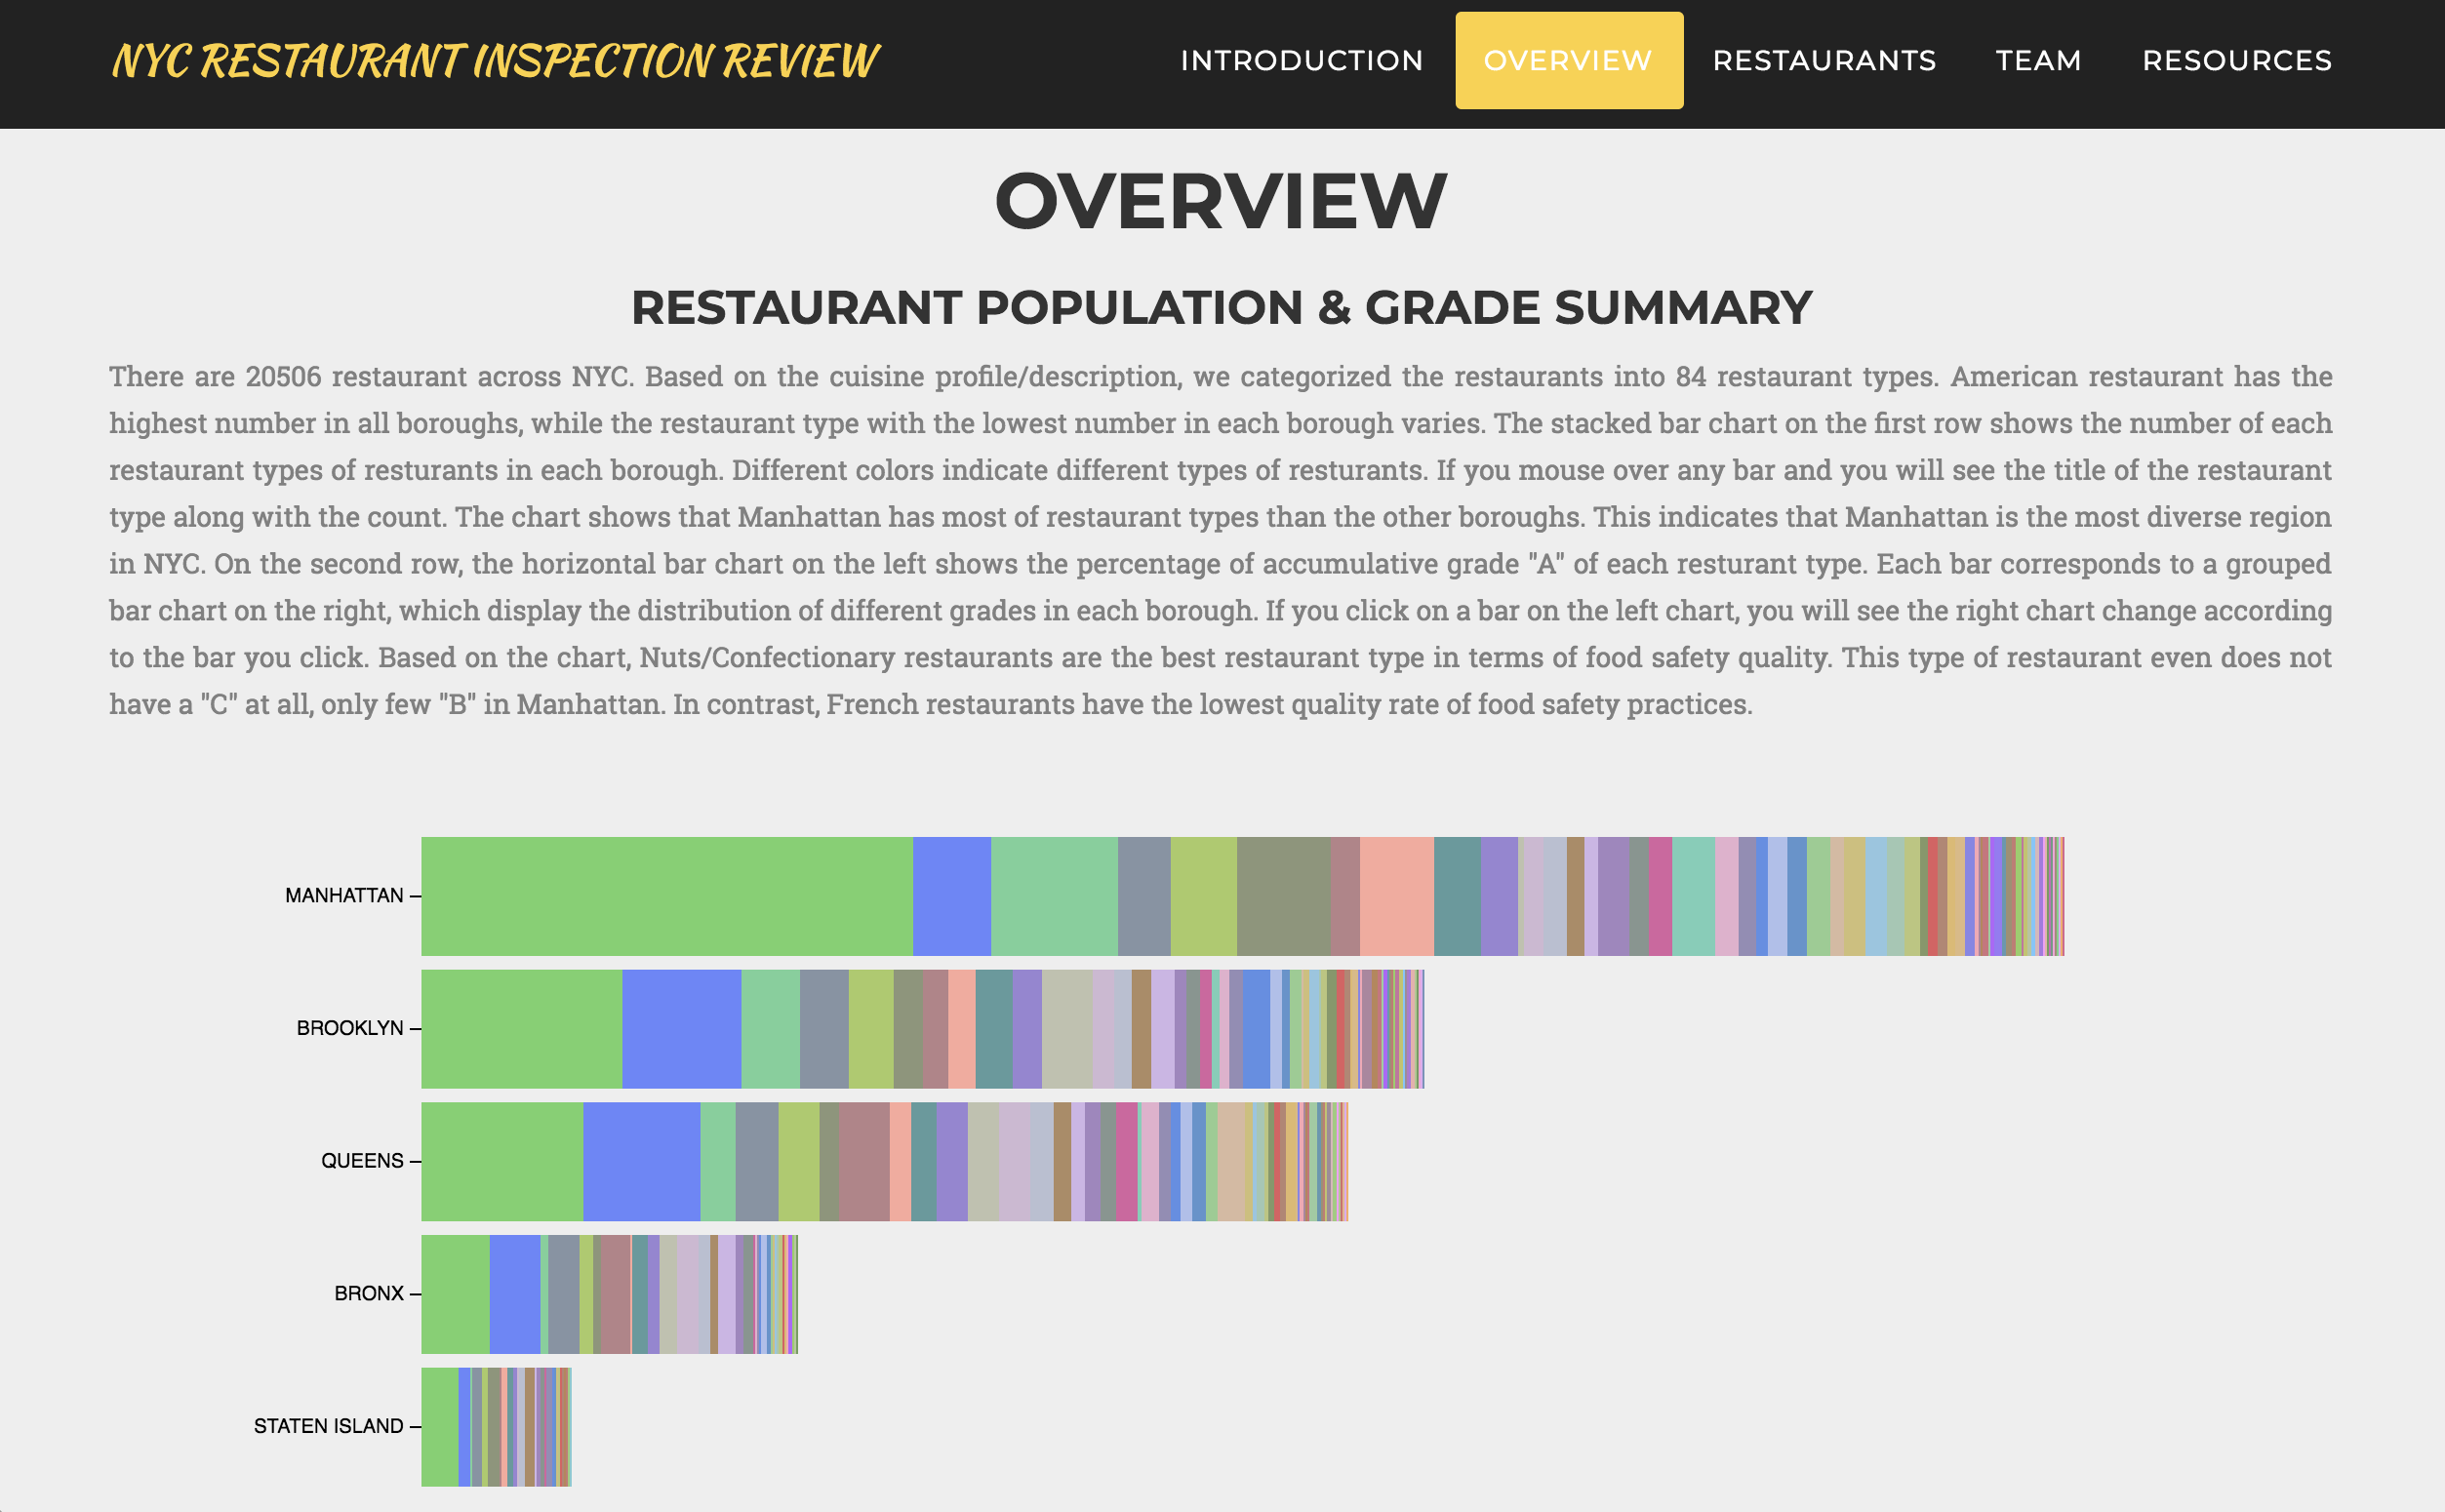 NYC RESTAURANT INSPECTION REVIEW
INTRODUCTION
OVERVIEW
RESTAURANTS
TEAM
RESOURCES
OVERVIEW
RESTAURANT POPULATION & GRADE SUMMARY
There are 20506 restaurant across NYC. Based on the cuisine profile/description, we categorized the restaurants into 84 restaurant types. American restaurant has the
highest number in all boroughs, while the restaurant type with the lowest number in each borough varies. The stacked bar chart on the first row shows the number of each
restaurant types of resturants in each borough. Different colors indicate different types of resturants. If you mouse over any bar and you will see the title of the restaurant
type along with the count. The chart shows that Manhattan has most of restaurant types than the other boroughs. This indicates that Manhattan is the most diverse region
in NYC. On the second row, the horizontal bar chart on the left shows the percentage of accumulative grade "A" of each resturant type. Each bar corresponds to a grouped
bar chart on the right, which display the distribution of different grades in each borough. If you click on a bar on the left chart, you will see the right chart change according
to the bar you click. Based on the chart, Nuts/Confectionary restaurants are the best restaurant type in terms of food safety quality. This type of restaurant even does not
have a "C" at all, only few "B" in Manhattan. In contrast, French restaurants have the lowest quality rate of food safety practices.
MANHATTAN
BROOKLYN
QUEENS
BRONX
STATEN ISLAND